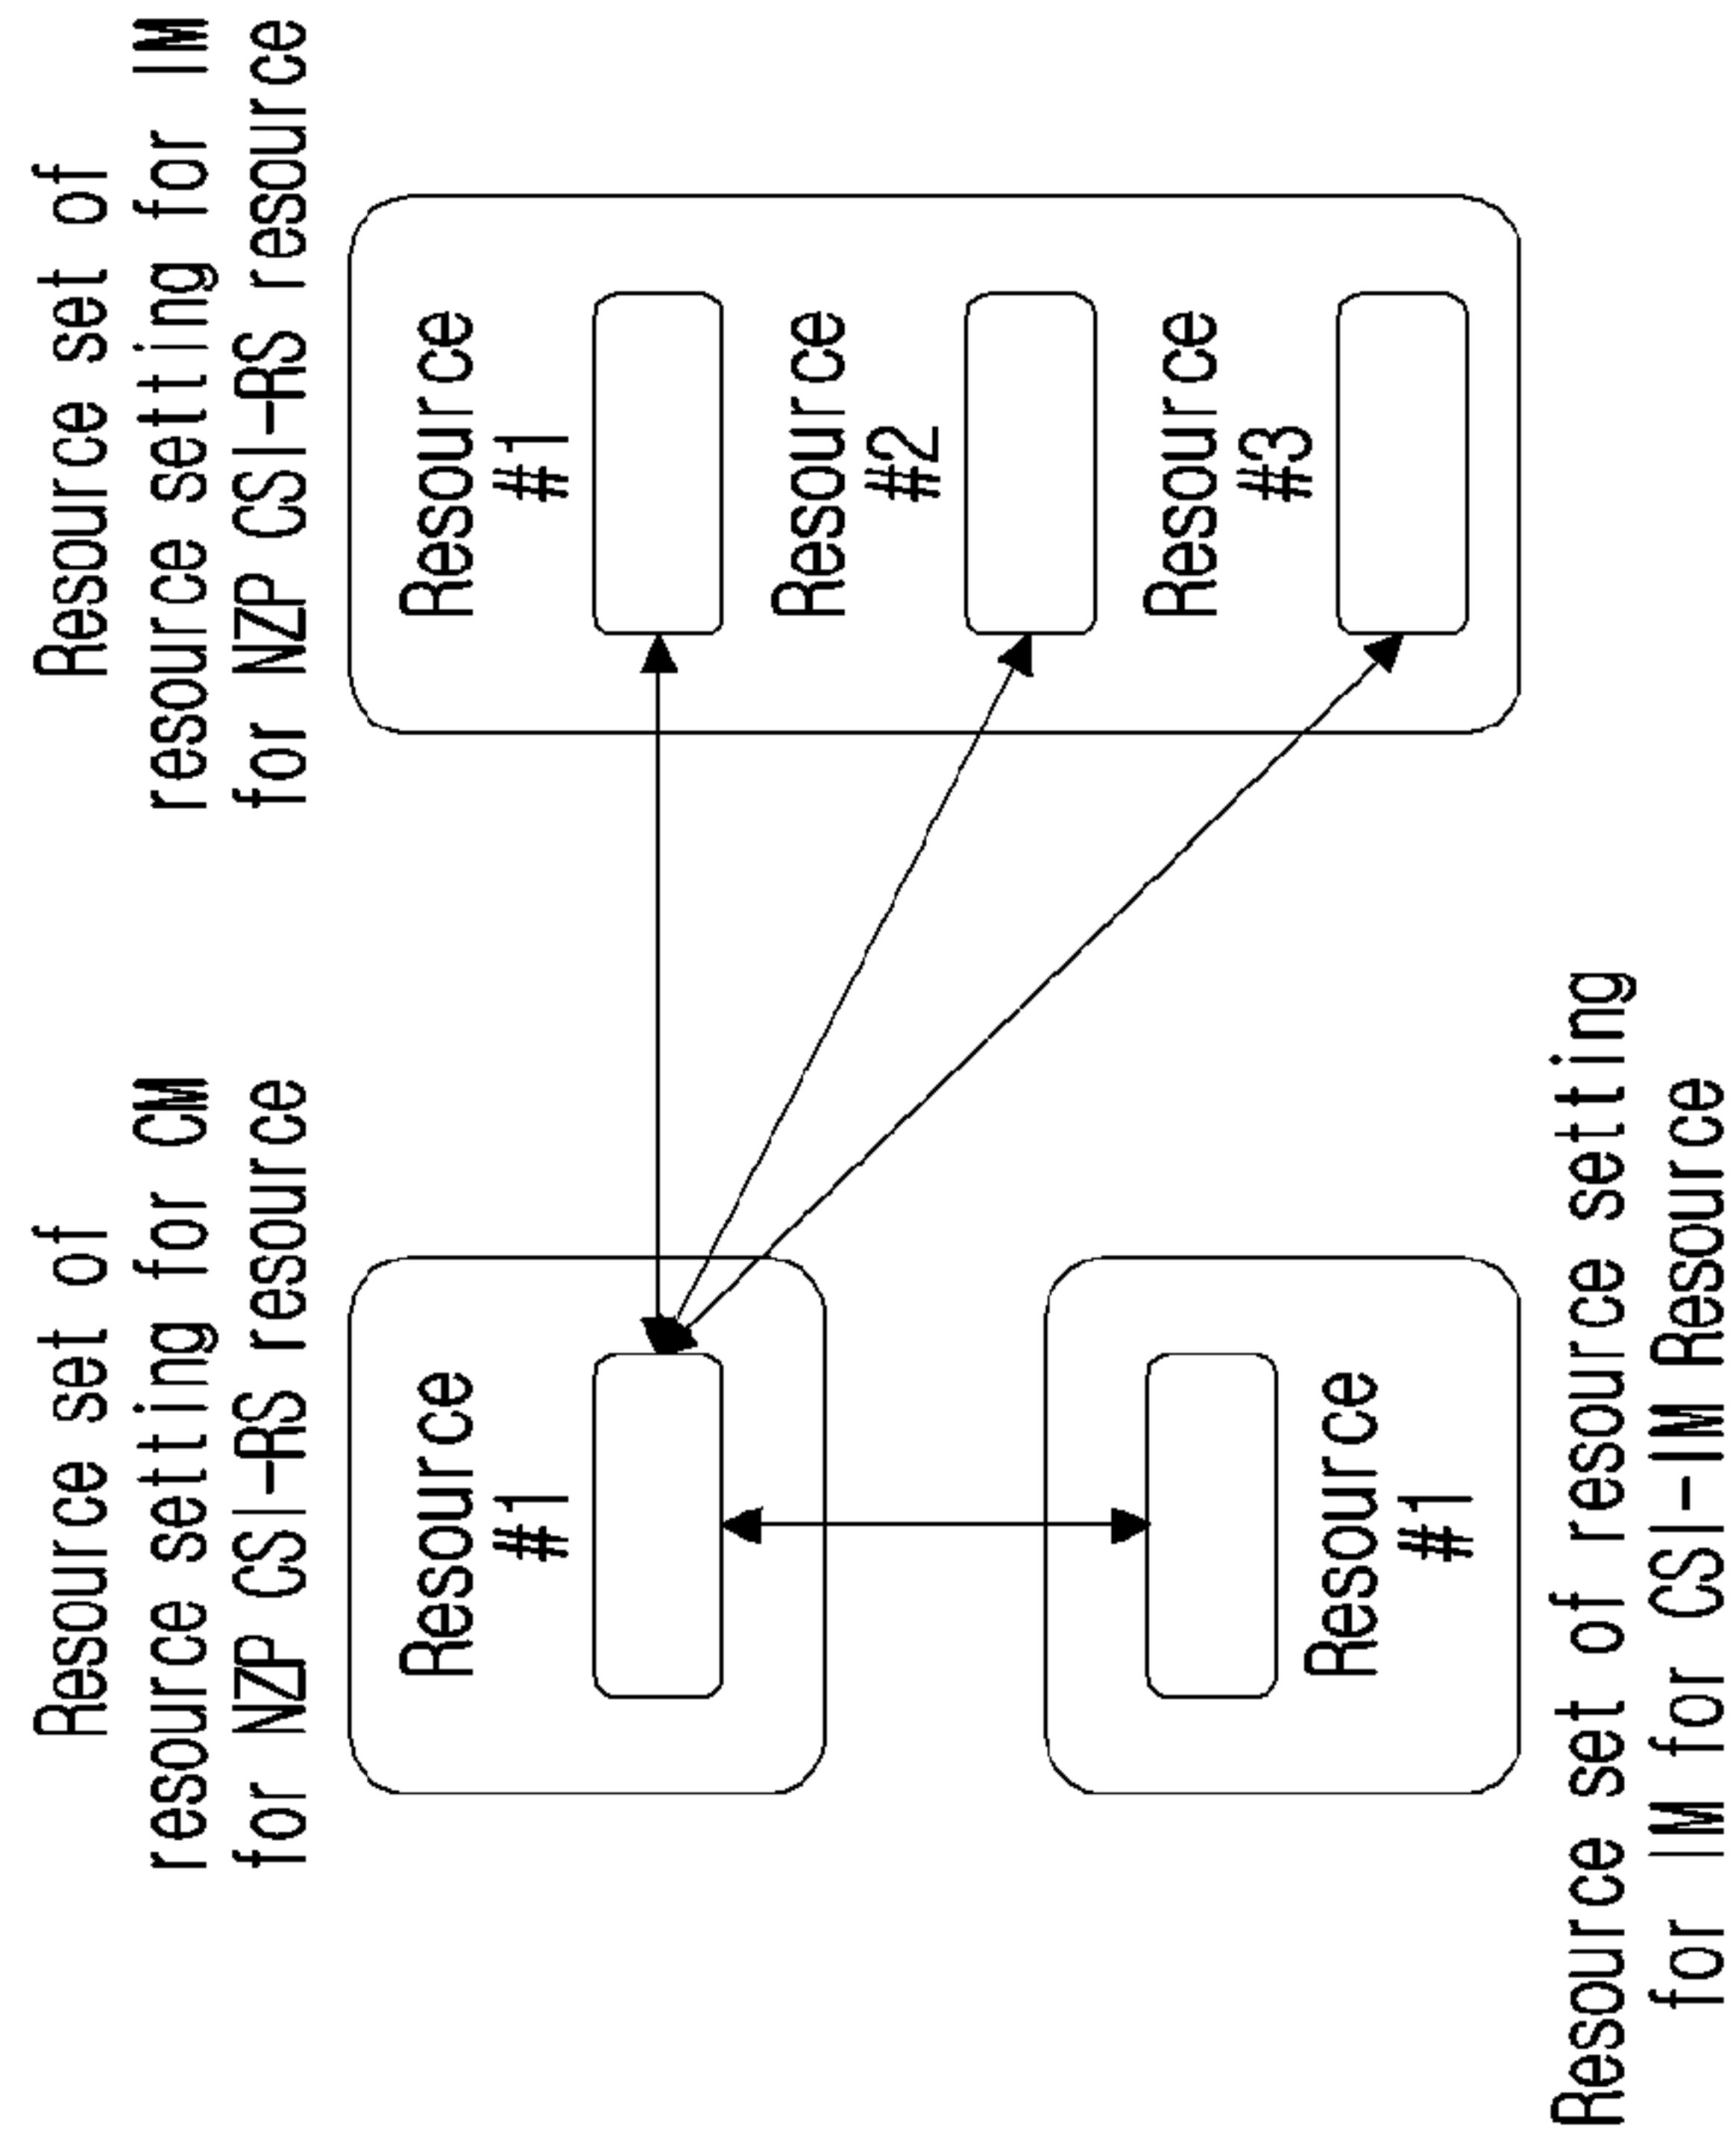 Resource set of
resource setting for CM
for NZP CSI-RS resource
Resource
#1
Resource set of
resource setting for IM
for NZP CSI-RS resource
Resource
#1
Resource
#2
Resource
#3
Resource
#1
Resource set of resource setting
for IM for CSI-IM Resource